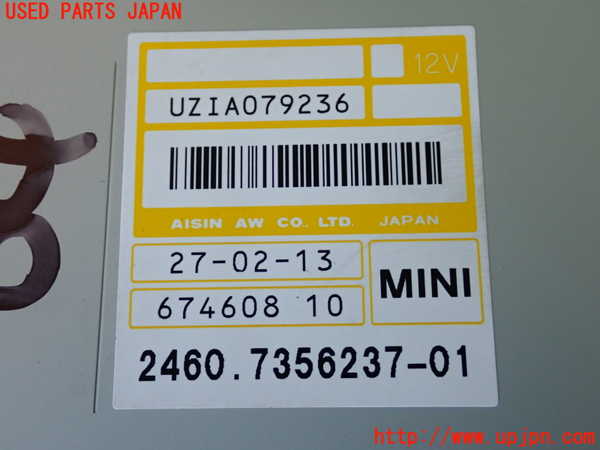 USED PARTS JAPAN
12V
UZIA079236
AISIN AW CO., LTD. JAPAN
27-02-13
674608 10
MINI
2460.7356237-01
http://www.upjpn.com